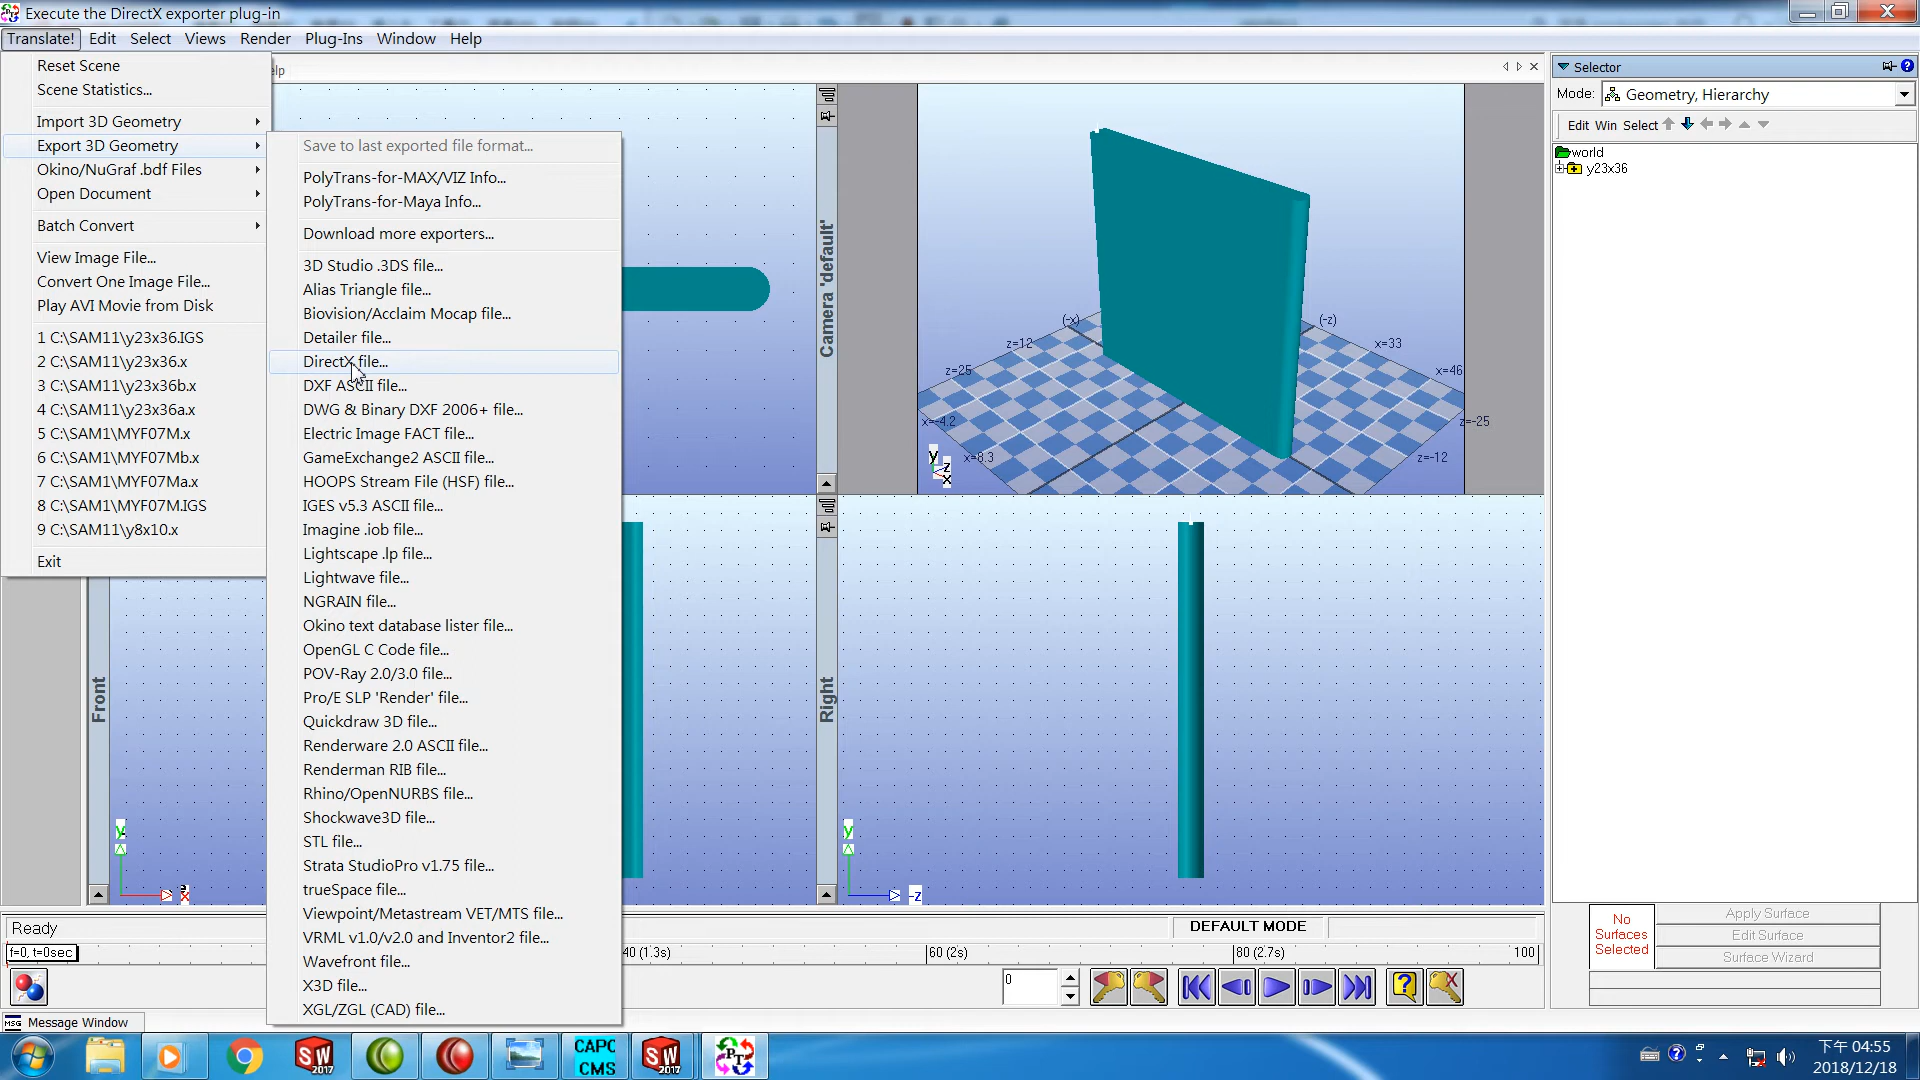 Execute the DirectX exporter plug-in
Translate! Edit Select Views Render Plug-Ins Window Help
Reset Scene
Scene Statistics...
Import 3D Geometry
Export 3D Geometry
Okino/NuGraf .bdf Files
Open Document
Batch Convert
View Image File...
Convert One Image File...
Play AVI Movie from Disk
1 C:\SAM11\y23x36.IGS
2 C:\SAM11\y23x36.x
3 C:\SAM11\y23x36b.x
4 C:\SAM11\y23x36a.x
5 C:\SAM1\MYF07M.x
6 C:\SAM1\MYF07Mb.x
7 C:\SAM1\MYF07Ma.x
8 C:\SAM1\MYF07M.IGS
9 C:\SAM11\y8x10.x
Exit
elp
Save to last exported file format...
PolyTrans-for-MAX/VIZ Info...
PolyTrans-for-Maya Info...
Download more exporters...
3D Studio .3DS file...
Alias Triangle file...
Biovision/Acclaim Mocap file...
Detailer file...
DirectX file...
DXF ASCII file...
DWG & Binary DXF 2006+ file...
Electric Image FACT file...
GameExchange2 ASCII file...
HOOPS Stream File (HSF) file...
IGES v5.3 ASCII file...
Imagine .iob file...
Lightscape .lp file...
Lightwave file...
NGRAIN file...
Okino text database lister file...
OpenGL C Code file...
POV-Ray 2.0/3.0 file...
Pro/E SLP 'Render' file...
Quickdraw 3D file...
Renderware 2.0 ASCII file...
Renderman RIB file...
Rhino/OpenNURBS file...
Shockwave3D file...
STL file...
Strata StudioPro v1.75 file...
trueSpace file...
Viewpoint/Metastream VET/MTS file...
VRML v1.0/v2.0 and Inventor2 file...
Wavefront file...
X3D file...
XGL/ZGL (CAD) file...
Camera 'default'
(-x)
(-z)
z=12
x=33
z=25
x=46
x=-4.2
z=-25
x=8.3
z=-12
y
z
x
Front
y
x
Right
y
-z
Selector
Mode: Geometry, Hierarchy
Edit Win Select
world
y23x36
No Surfaces Selected
Apply Surface
Edit Surface
Surface Wizard
Ready
DEFAULT MODE
f=0, t=0sec
40 (1.3s)
60 (2s)
80 (2.7s)
100
0
MSG Message Window
SW 2017
CAPC CMS
SW 2017
PT
下午 04:55
2018/12/18